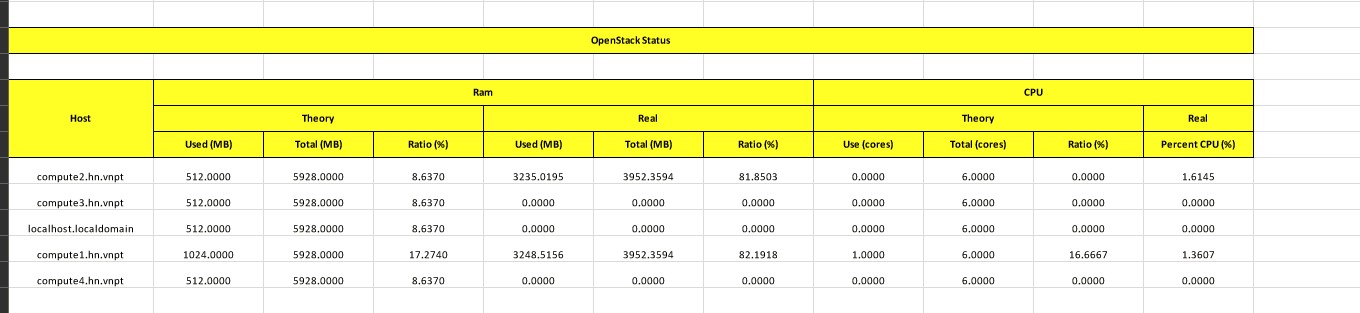 OpenStack Status
Ram CPU
Host Theory Real Theory Real
Used (MB) Total (MB) Ratio (%) Used (MB) Total (MB) Ratio (%) Use (cores) Total (cores) Ratio (%) Percent CPU (%)
compute2.hn.vnpt 512.0000 5928.0000 8.6370 3235.0195 3952.3594 81.8503 0.0000 6.0000 0.0000 1.6145
compute3.hn.vnpt 512.0000 5928.0000 8.6370 0.0000 0.0000 0.0000 0.0000 6.0000 0.0000 0.0000
localhost.localdomain 512.0000 5928.0000 8.6370 0.0000 0.0000 0.0000 0.0000 6.0000 0.0000 0.0000
compute1.hn.vnpt 1024.0000 5928.0000 17.2740 3248.5156 3952.3594 82.1918 1.0000 6.0000 16.6667 1.3607
compute4.hn.vnpt 512.0000 5928.0000 8.6370 0.0000 0.0000 0.0000 0.0000 6.0000 0.0000 0.0000